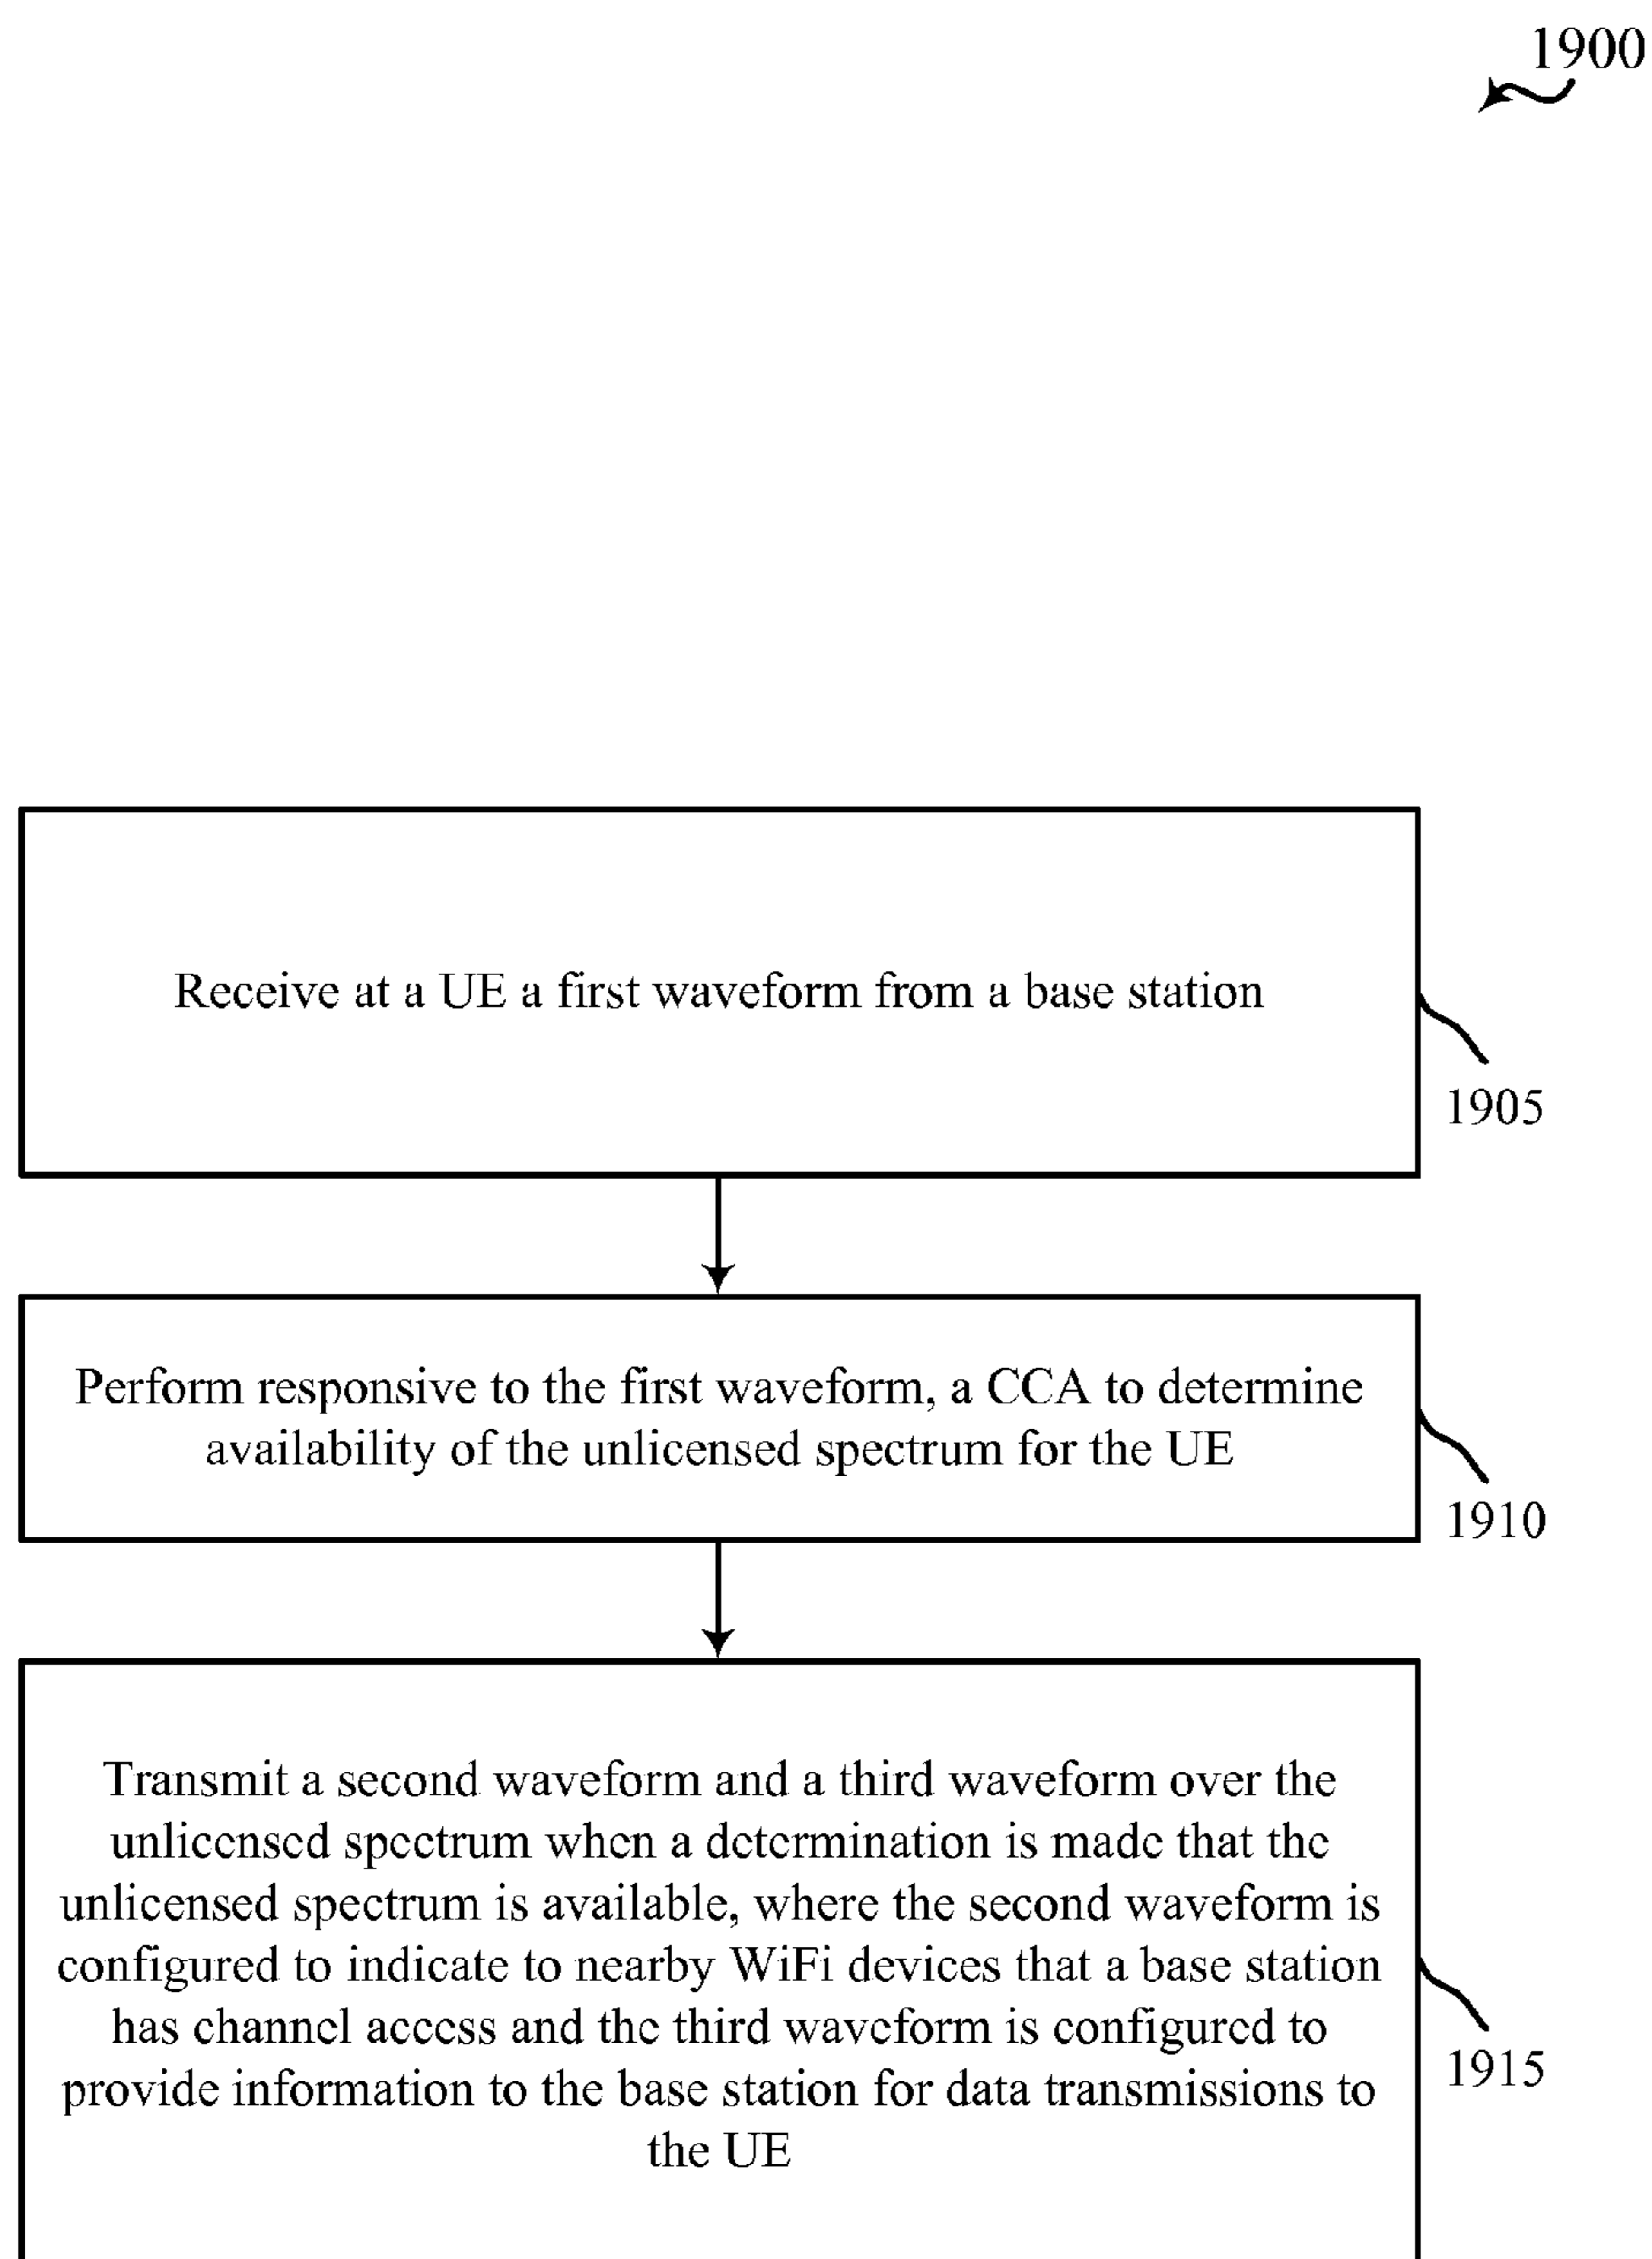 1900
Receive at a UE a first waveform from a base station
1905
Perform responsive to the first waveform, a CCA to determine
availability of the unlicensed spectrum for the UE
1910
Transmit a second waveform and a third waveform over the
unlicensed spectrum when a determination is made that the
unlicensed spectrum is available, where the second waveform is
configured to indicate to nearby WiFi devices that a base station
has channel access and the third waveform is configured to
provide information to the base station for data transmissions to
the UE
1915